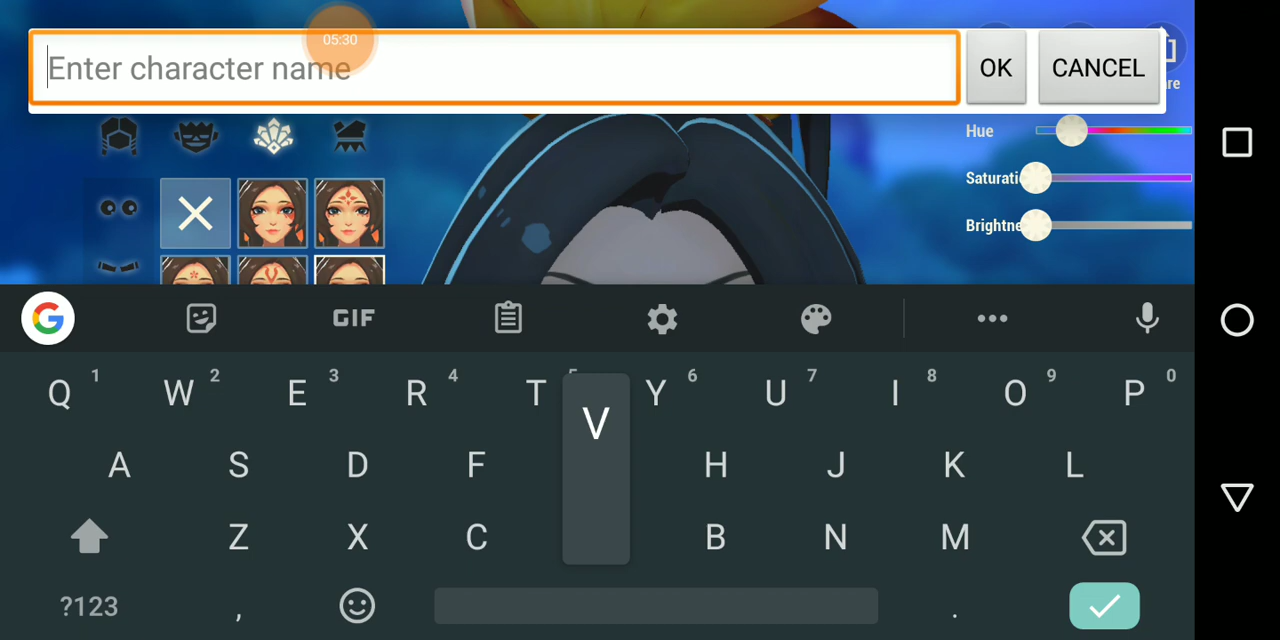 05:30
Enter character name
OK
CANCEL
re
Hue
Saturati
Brightne
GIF
Q 1 W 2 E 3 R 4 T Y 6 U 7 I 8 O 9 P 0
V
A S D F H J K L
Z X C B N M
?123 , .